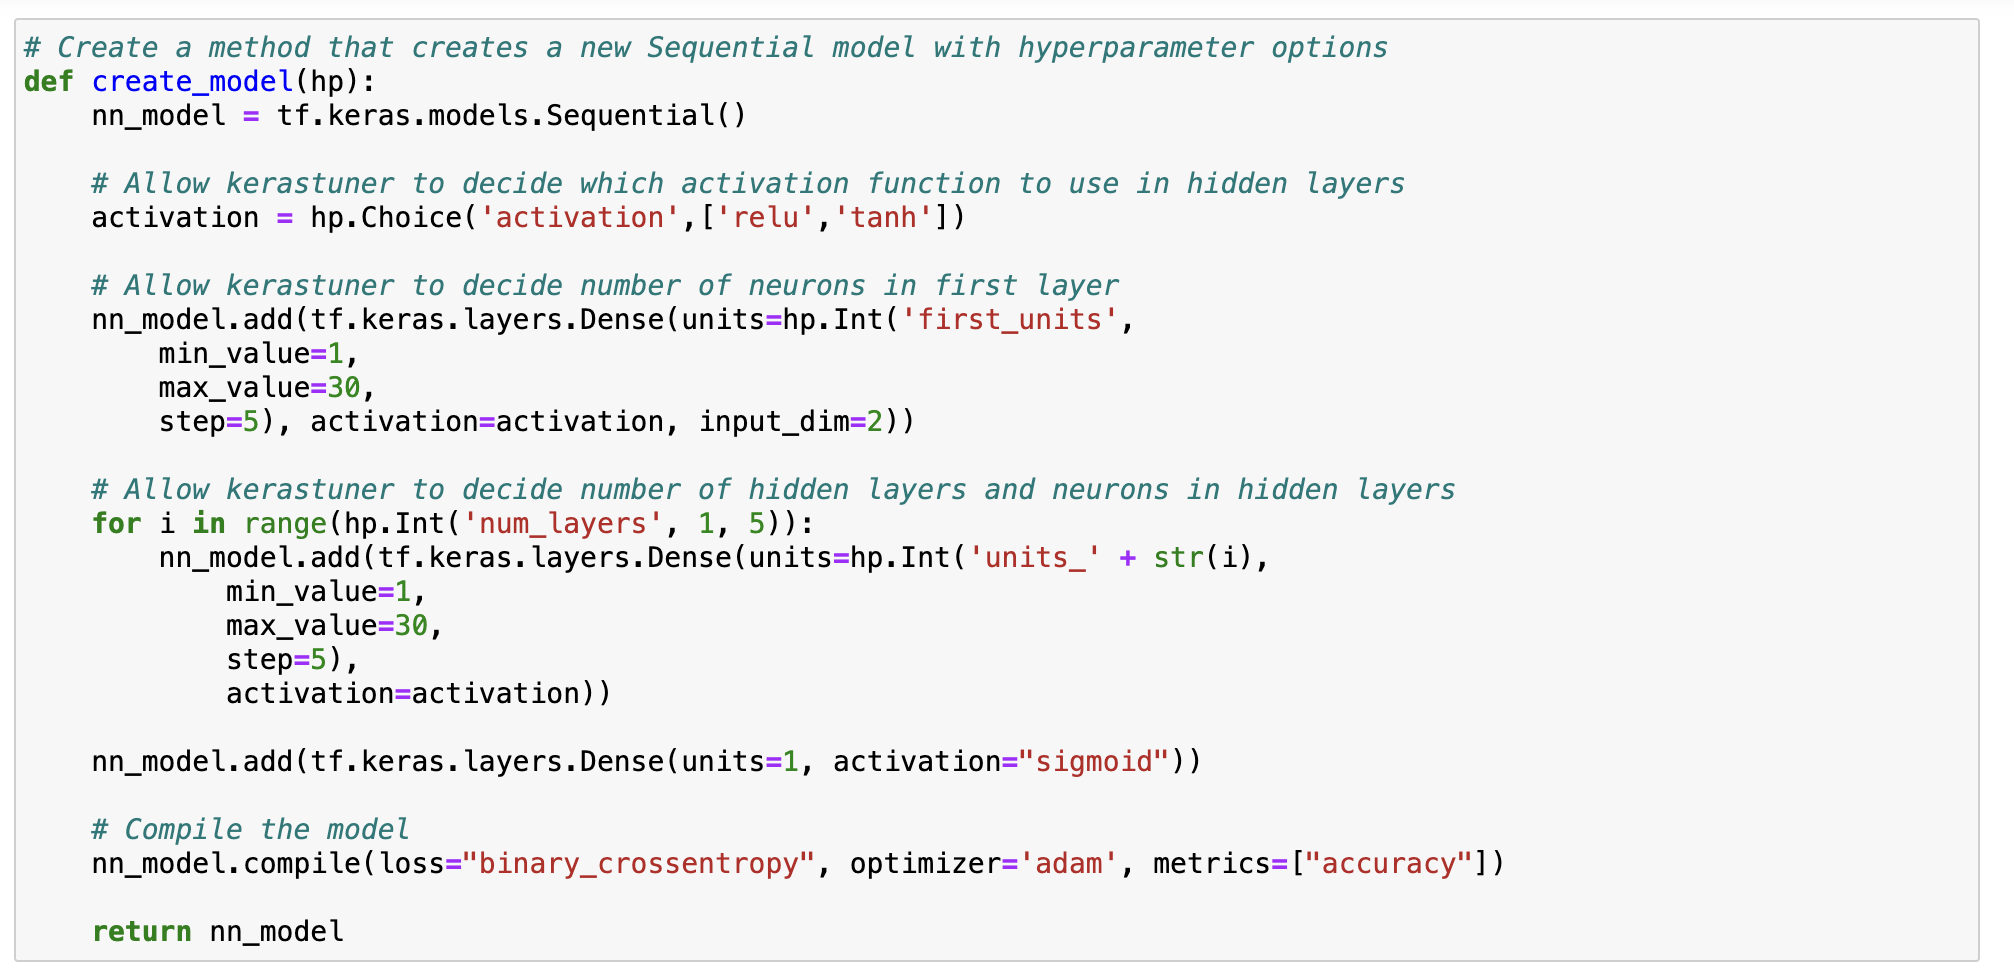 # Create a method that creates a new Sequential model with hyperparameter options
def create_model(hp):
    nn_model = tf.keras.models.Sequential()

    # Allow kerastuner to decide which activation function to use in hidden layers
    activation = hp.Choice('activation',['relu','tanh'])

    # Allow kerastuner to decide number of neurons in first layer
    nn_model.add(tf.keras.layers.Dense(units=hp.Int('first_units',
        min_value=1,
        max_value=30,
        step=5), activation=activation, input_dim=2))

    # Allow kerastuner to decide number of hidden layers and neurons in hidden layers
    for i in range(hp.Int('num_layers', 1, 5)):
        nn_model.add(tf.keras.layers.Dense(units=hp.Int('units_' + str(i),
            min_value=1,
            max_value=30,
            step=5),
            activation=activation))

    nn_model.add(tf.keras.layers.Dense(units=1, activation="sigmoid"))

    # Compile the model
    nn_model.compile(loss="binary_crossentropy", optimizer='adam', metrics=["accuracy"])

    return nn_model